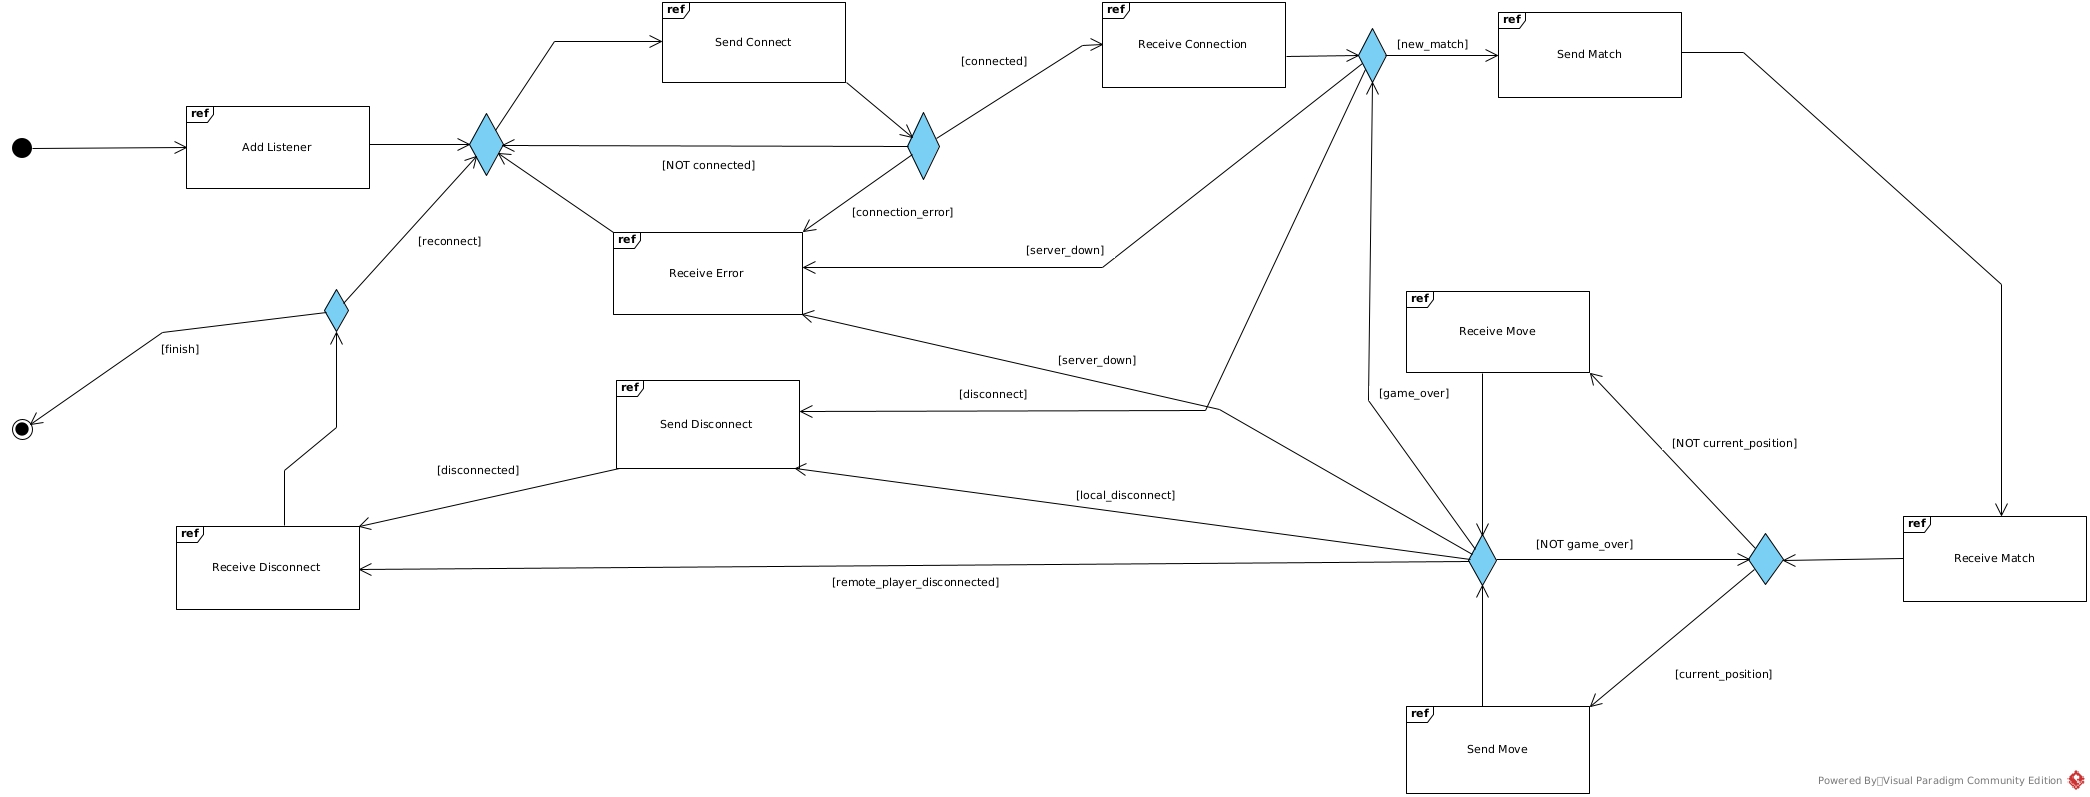 ref
Send Connect
ref
Receive Connection
ref
Send Match
[new_match]
[connected]
ref
Add Listener
[NOT connected]
[connection_error]
[reconnect]
ref
Receive Error
[server_down]
ref
Receive Move
[finish]
[server_down]
ref
Send Disconnect
[disconnect]
[game_over]
[NOT current_position]
[disconnected]
[local_disconnect]
ref
Receive Disconnect
[remote_player_disconnected]
[NOT game_over]
ref
Receive Match
[current_position]
ref
Send Move
Powered By Visual Paradigm Community Edition